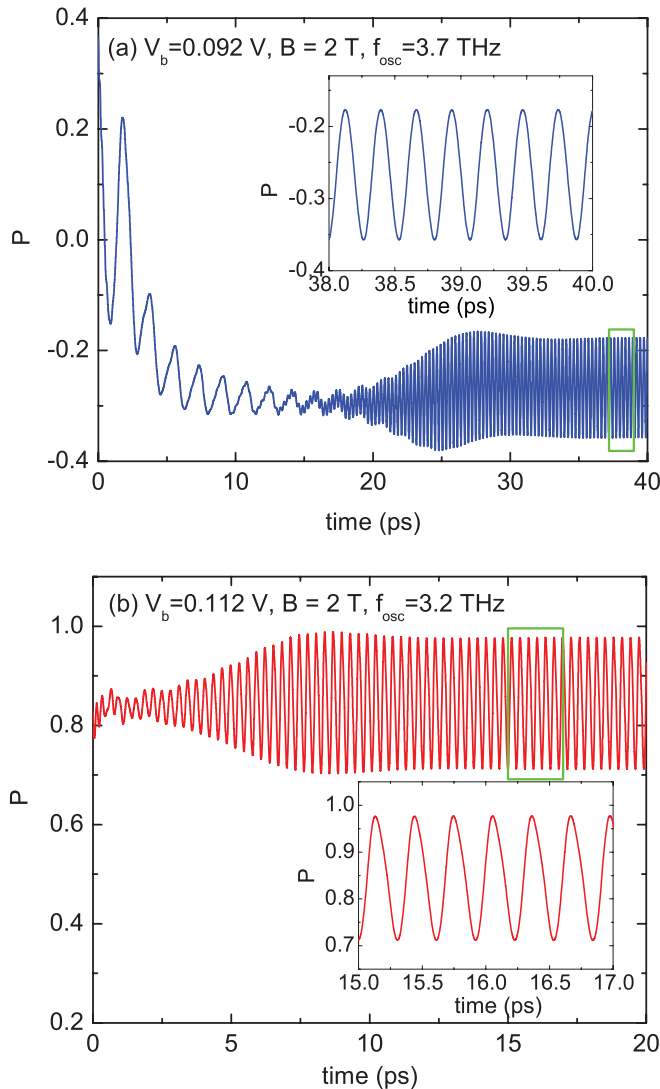 (a) V_b=0.092 V, B = 2 T, f_osc=3.7 THz
0.4
0.2
0.0
-0.2
-0.4
P
-0.2
-0.3
-0.4
P
38.0 38.5 39.0 39.5 40.0
time (ps)
0 10 20 30 40
time (ps)
(b) V_b=0.112 V, B = 2 T, f_osc=3.2 THz
1.0
0.8
0.6
0.4
0.2
P
1.0
0.9
0.8
0.7
P
15.0 15.5 16.0 16.5 17.0
time (ps)
0 5 10 15 20
time (ps)